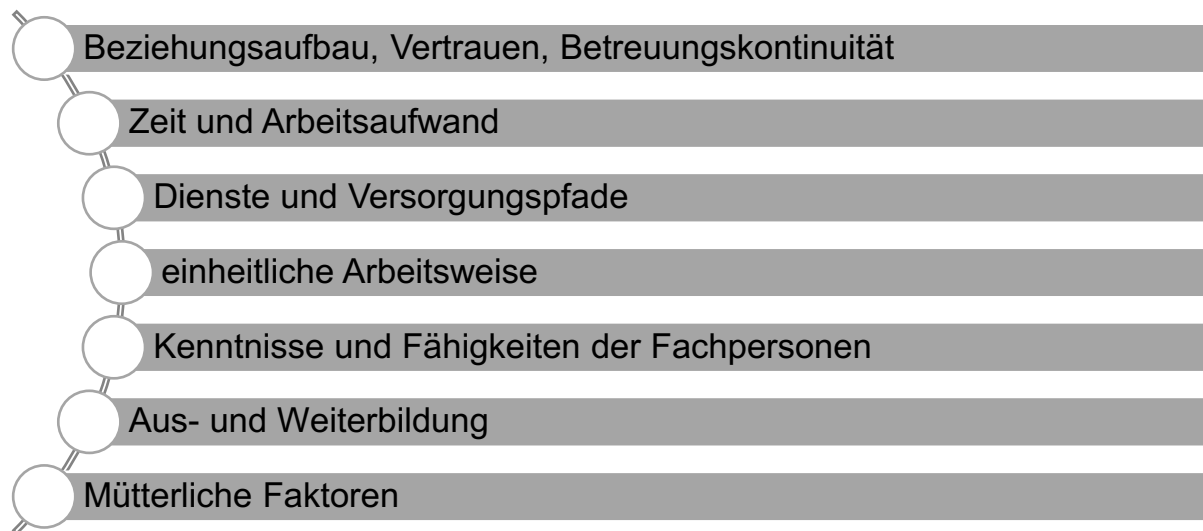 Beziehungsaufbau, Vertrauen, Betreuungskontinuität
Zeit und Arbeitsaufwand
Dienste und Versorgungspfade
einheitliche Arbeitsweise
Kenntnisse und Fähigkeiten der Fachpersonen
Aus- und Weiterbildung
Mütterliche Faktoren